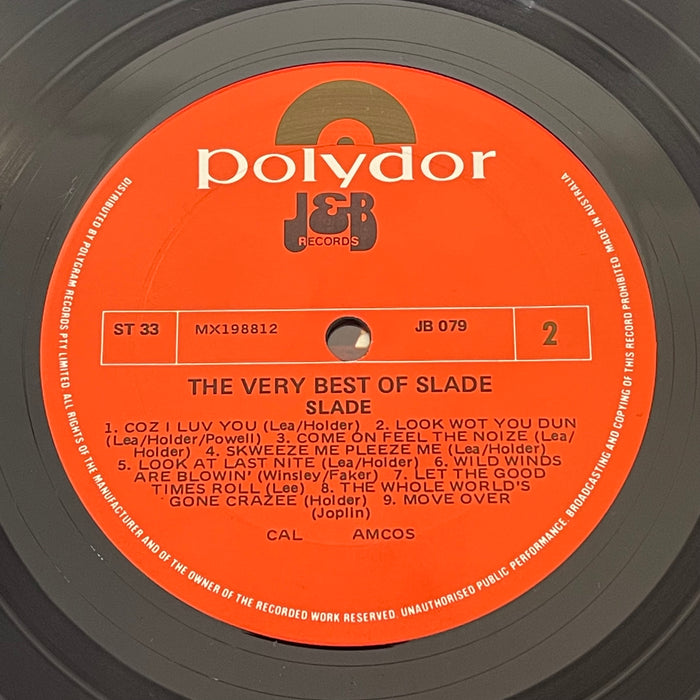 polydor
J&B
RECORDS
ST 33 MX198812 JB 079 2
THE VERY BEST OF SLADE
SLADE
1. COZ I LUV YOU (Lea/Holder) 2. LOOK WOT YOU DUN
(Lea/Holder/Powell) 3. COME ON FEEL THE NOIZE (Lea/
Holder) 4. SKWEEZE ME PLEEZE ME (Lea/Holder)
5. LOOK AT LAST NITE (Lea/Holder) 6. WILD WINDS
ARE BLOWIN' (Winsley/Faker) 7. LET THE GOOD
TIMES ROLL (Lee) 8. THE WHOLE WORLD'S
GONE CRAZEE (Holder) 9. MOVE OVER
(Joplin)
CAL AMCOS
DISTRIBUTED BY POLYGRAM RECORDS PTY LIMITED. ALL RIGHTS OF THE MANUFACTURER AND OF THE OWNER OF THE RECORDED WORK RESERVED. UNAUTHORISED PUBLIC PERFORMANCE, BROADCASTING AND COPYING OF THIS RECORD PROHIBITED MADE IN AUSTRALIA